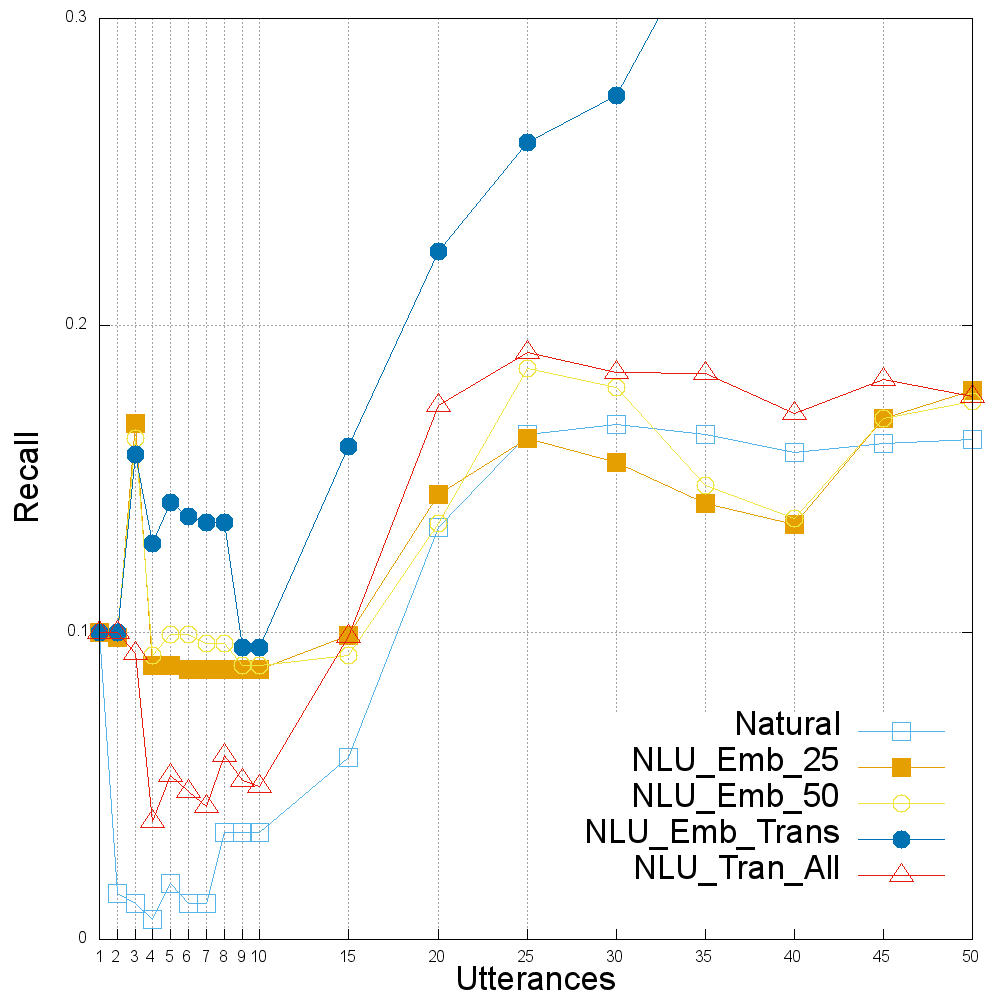 0.3
0.2
0.1
0
Recall
Natural
NLU_Emb_25
NLU_Emb_50
NLU_Emb_Trans
NLU_Tran_All
1 2 3 4 5 6 7 8 9 10 15 20 25 30 35 40 45 50
Utterances